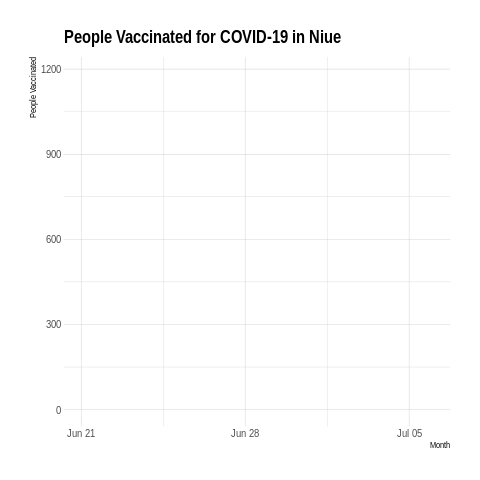 People Vaccinated for COVID-19 in Niue
People Vaccinated
1200
900
600
300
0
Jun 21
Jun 28
Jul 05
Month